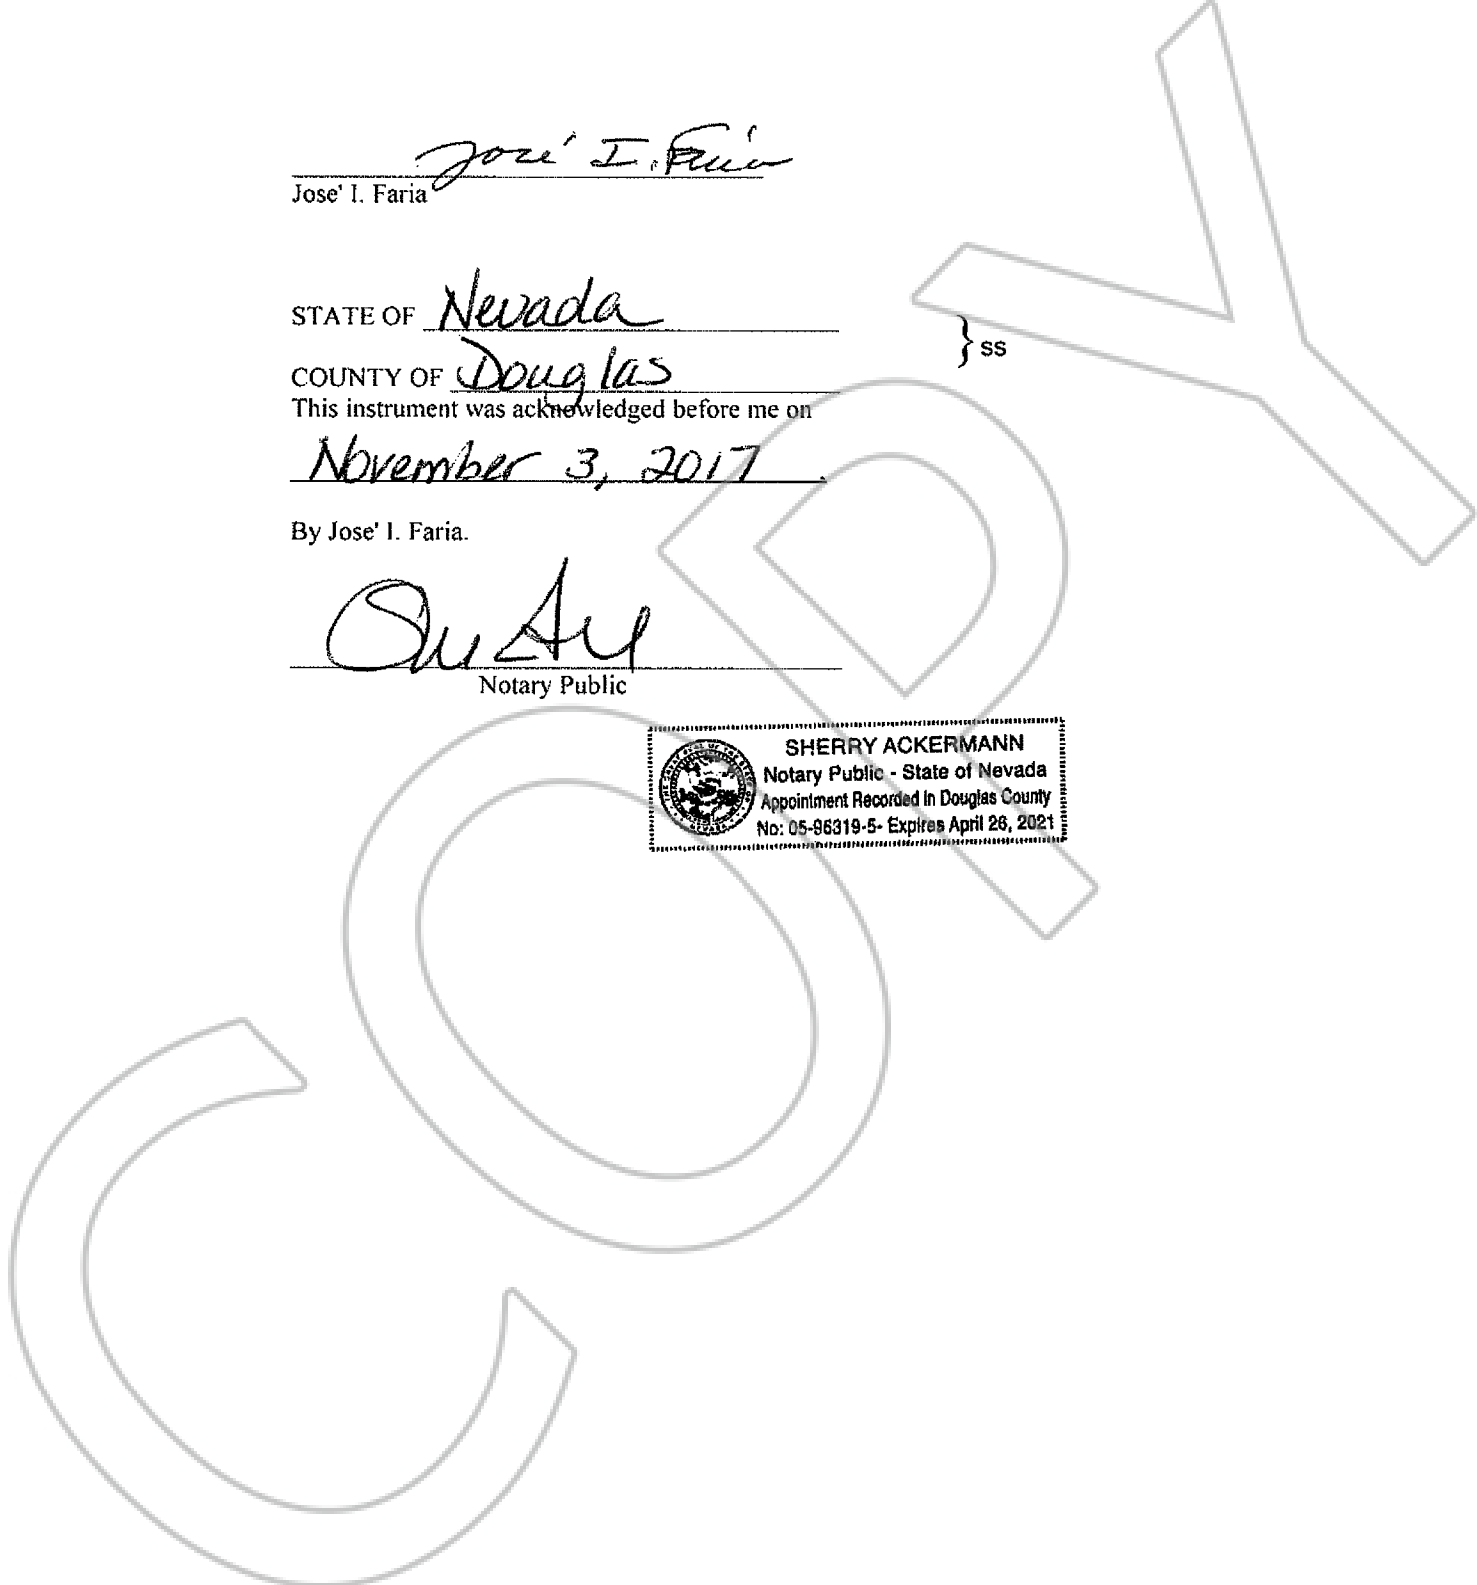 José I. Faria
Jose' I. Faria
STATE OF Nevada
} ss
COUNTY OF Douglas
This instrument was acknowledged before me on
November 3, 2017.
By Jose' I. Faria.
Notary Public
SHERRY ACKERMANN
Notary Public - State of Nevada
Appointment Recorded in Douglas County
No: 05-96319-5- Expires April 26, 2021
COPY